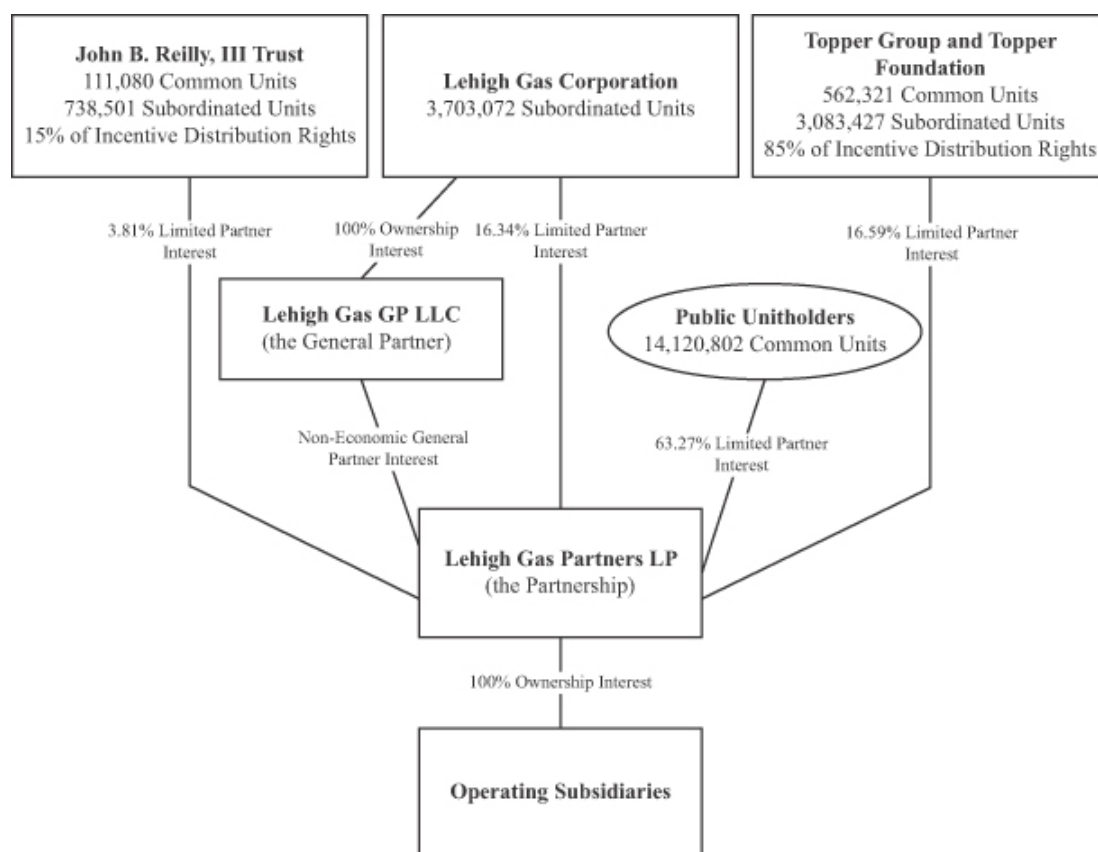 John B. Reilly, III Trust
111,080 Common Units
738,501 Subordinated Units
15% of Incentive Distribution Rights
Lehigh Gas Corporation
3,703,072 Subordinated Units
Topper Group and Topper
Foundation
562,321 Common Units
3,083,427 Subordinated Units
85% of Incentive Distribution Rights
3.81% Limited Partner
Interest
100% Ownership
Interest
16.34% Limited Partner
Interest
16.59% Limited Partner
Interest
Lehigh Gas GP LLC
(the General Partner)
Public Unitholders
14,120,802 Common Units
Non-Economic General
Partner Interest
63.27% Limited Partner
Interest
Lehigh Gas Partners LP
(the Partnership)
100% Ownership Interest
Operating Subsidiaries